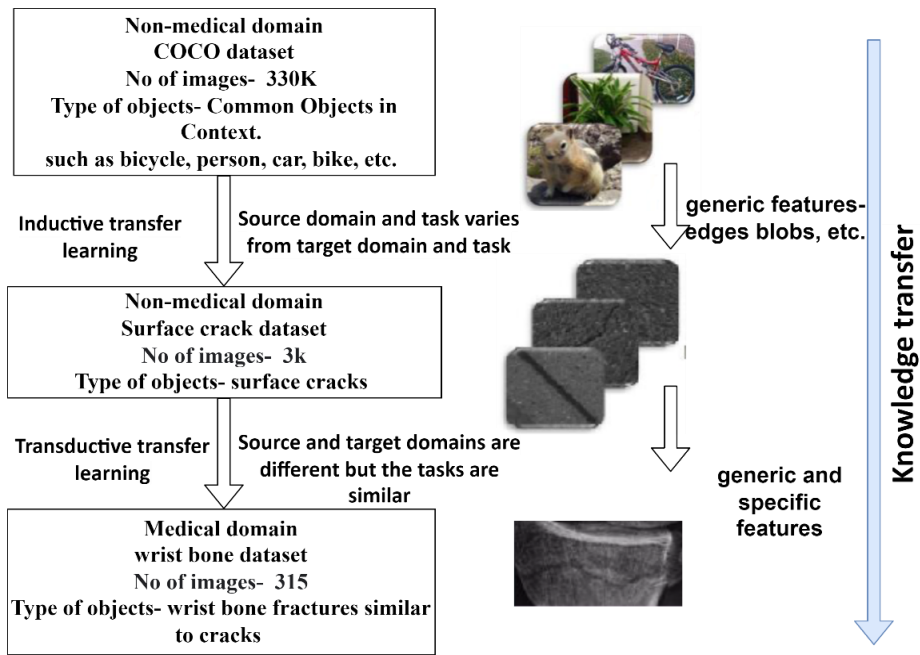 Non-medical domain
COCO dataset
No of images-  330K
Type of objects- Common Objects in
Context.
such as bicycle, person, car, bike, etc.
Inductive transfer
learning
Source domain and task varies
from target domain and task
generic features-
edges blobs, etc.
Non-medical domain
Surface crack dataset
No of images-  3k
Type of objects- surface cracks
Transductive transfer
learning
Source and target domains are
different but the tasks are
similar
generic and
specific
features
Medical domain
wrist bone dataset
No of images-  315
Type of objects- wrist bone fractures similar
to cracks
Knowledge transfer